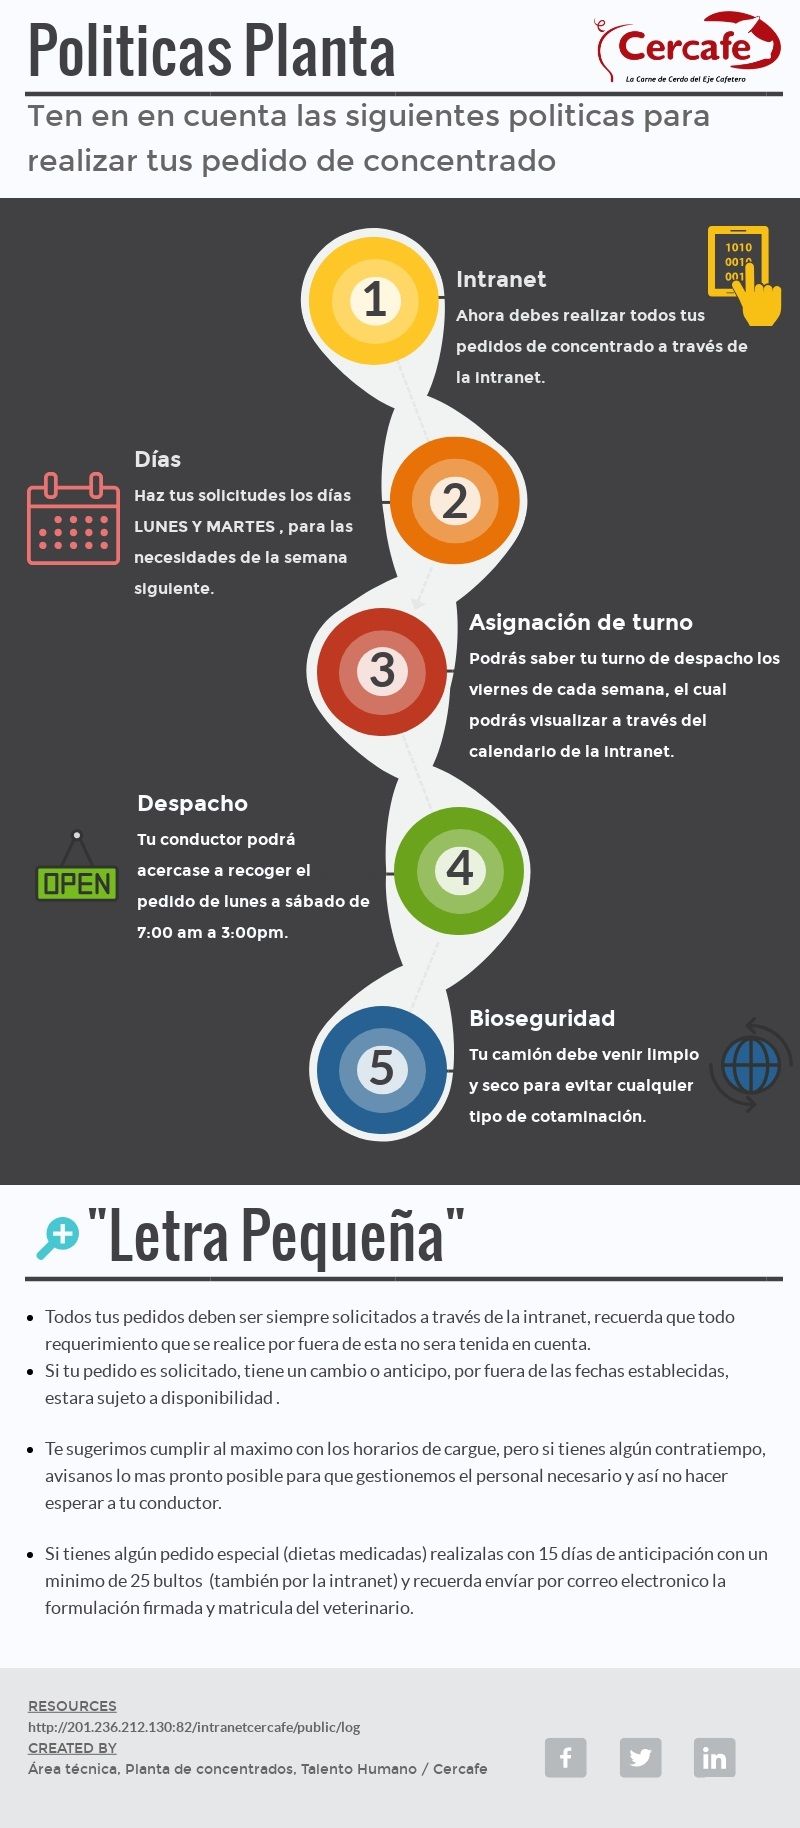 Politicas Planta
Cercafe
La Carne de Cerdo del Eje Cafetero
Ten en en cuenta las siguientes politicas para
realizar tus pedido de concentrado
1
Intranet
Ahora debes realizar todos tus
pedidos de concentrado a través de
la intranet.
1010
0010
001
2
Días
Haz tus solicitudes los días
LUNES Y MARTES , para las
necesidades de la semana
siguiente.
3
Asignación de turno
Podrás saber tu turno de despacho los
viernes de cada semana, el cual
podrás visualizar a través del
calendario de la intranet.
4
Despacho
Tu conductor podrá
acercase a recoger el
pedido de lunes a sábado de
7:00 am a 3:00pm.
OPEN
5
Bioseguridad
Tu camión debe venir limpio
y seco para evitar cualquier
tipo de cotaminación.
"Letra Pequeña"
• Todos tus pedidos deben ser siempre solicitados a través de la intranet, recuerda que todo
requerimiento que se realice por fuera de esta no sera tenida en cuenta.
• Si tu pedido es solicitado, tiene un cambio o anticipo, por fuera de las fechas establecidas,
estara sujeto a disponibilidad .
• Te sugerimos cumplir al maximo con los horarios de cargue, pero si tienes algún contratiempo,
avisanos lo mas pronto posible para que gestionemos el personal necesario y así no hacer
esperar a tu conductor.
• Si tienes algún pedido especial (dietas medicadas) realizalas con 15 días de anticipación con un
minimo de 25 bultos (también por la intranet) y recuerda envíar por correo electronico la
formulación firmada y matricula del veterinario.
RESOURCES
http://201.236.212.130:82/intranetcercafe/public/log
CREATED BY
Área técnica, Planta de concentrados, Talento Humano / Cercafe